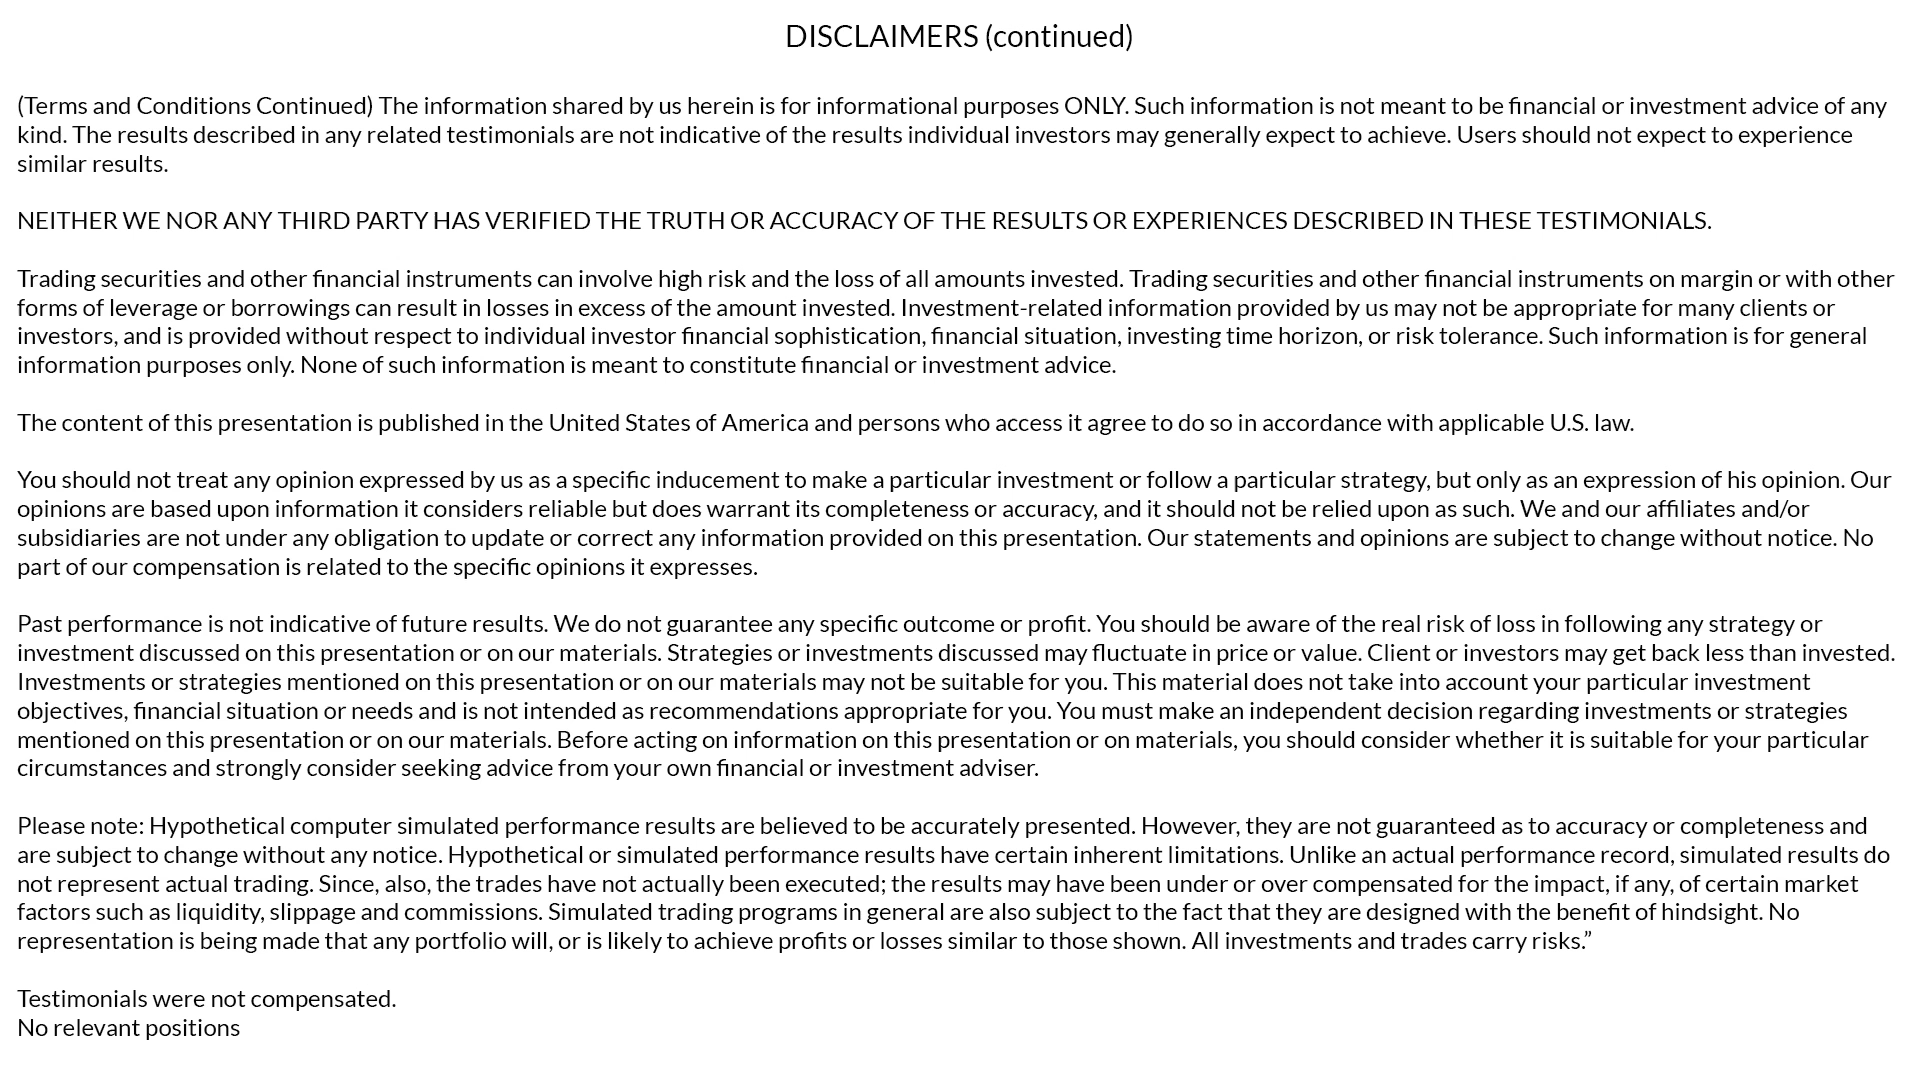 DISCLAIMERS (continued)
(Terms and Conditions Continued) The information shared by us herein is for informational purposes ONLY. Such information is not meant to be financial or investment advice of any
kind. The results described in any related testimonials are not indicative of the results individual investors may generally expect to achieve. Users should not expect to experience
similar results.
NEITHER WE NOR ANY THIRD PARTY HAS VERIFIED THE TRUTH OR ACCURACY OF THE RESULTS OR EXPERIENCES DESCRIBED IN THESE TESTIMONIALS.
Trading securities and other financial instruments can involve high risk and the loss of all amounts invested. Trading securities and other financial instruments on margin or with other
forms of leverage or borrowings can result in losses in excess of the amount invested. Investment-related information provided by us may not be appropriate for many clients or
investors, and is provided without respect to individual investor financial sophistication, financial situation, investing time horizon, or risk tolerance. Such information is for general
information purposes only. None of such information is meant to constitute financial or investment advice.
The content of this presentation is published in the United States of America and persons who access it agree to do so in accordance with applicable U.S. law.
You should not treat any opinion expressed by us as a specific inducement to make a particular investment or follow a particular strategy, but only as an expression of his opinion. Our
opinions are based upon information it considers reliable but does warrant its completeness or accuracy, and it should not be relied upon as such. We and our affiliates and/or
subsidiaries are not under any obligation to update or correct any information provided on this presentation. Our statements and opinions are subject to change without notice. No
part of our compensation is related to the specific opinions it expresses.
Past performance is not indicative of future results. We do not guarantee any specific outcome or profit. You should be aware of the real risk of loss in following any strategy or
investment discussed on this presentation or on our materials. Strategies or investments discussed may fluctuate in price or value. Client or investors may get back less than invested.
Investments or strategies mentioned on this presentation or on our materials may not be suitable for you. This material does not take into account your particular investment
objectives, financial situation or needs and is not intended as recommendations appropriate for you. You must make an independent decision regarding investments or strategies
mentioned on this presentation or on our materials. Before acting on information on this presentation or on materials, you should consider whether it is suitable for your particular
circumstances and strongly consider seeking advice from your own financial or investment adviser.
Please note: Hypothetical computer simulated performance results are believed to be accurately presented. However, they are not guaranteed as to accuracy or completeness and
are subject to change without any notice. Hypothetical or simulated performance results have certain inherent limitations. Unlike an actual performance record, simulated results do
not represent actual trading. Since, also, the trades have not actually been executed; the results may have been under or over compensated for the impact, if any, of certain market
factors such as liquidity, slippage and commissions. Simulated trading programs in general are also subject to the fact that they are designed with the benefit of hindsight. No
representation is being made that any portfolio will, or is likely to achieve profits or losses similar to those shown. All investments and trades carry risks.”
Testimonials were not compensated.
No relevant positions